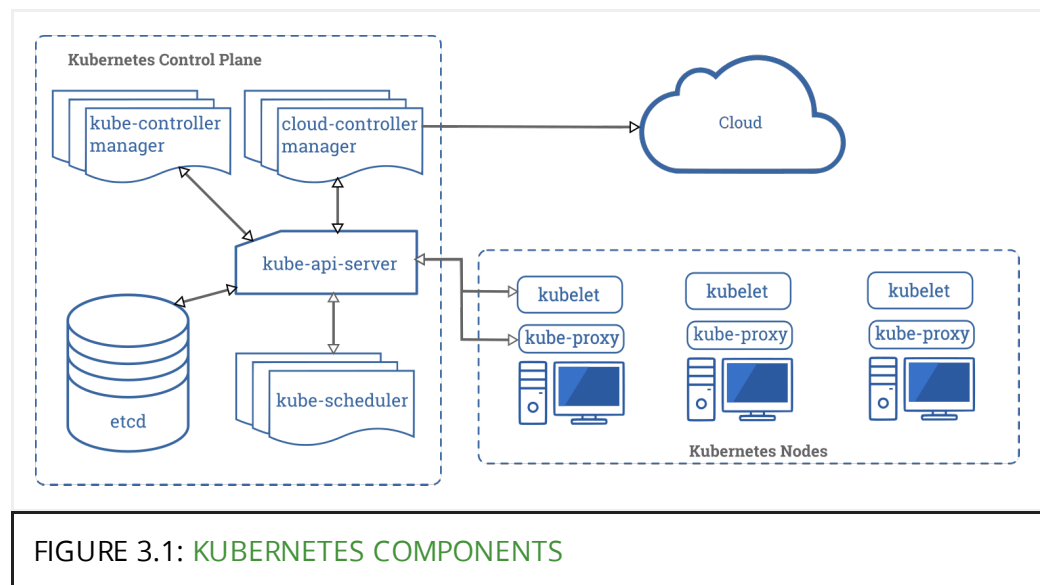 Kubernetes Control Plane
kube-controller
manager
cloud-controller
manager
Cloud
kube-api-server
etcd
kube-scheduler
kubelet
kube-proxy
kubelet
kube-proxy
kubelet
kube-proxy
Kubernetes Nodes
FIGURE 3.1: KUBERNETES COMPONENTS